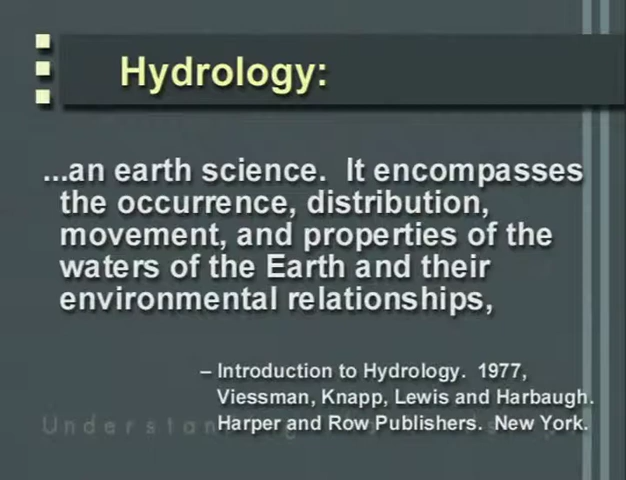 Hydrology:
...an earth science. It encompasses
the occurrence, distribution,
movement, and properties of the
waters of the Earth and their
environmental relationships,
– Introduction to Hydrology. 1977,
Viessman, Knapp, Lewis and Harbaugh.
Harper and Row Publishers. New York.